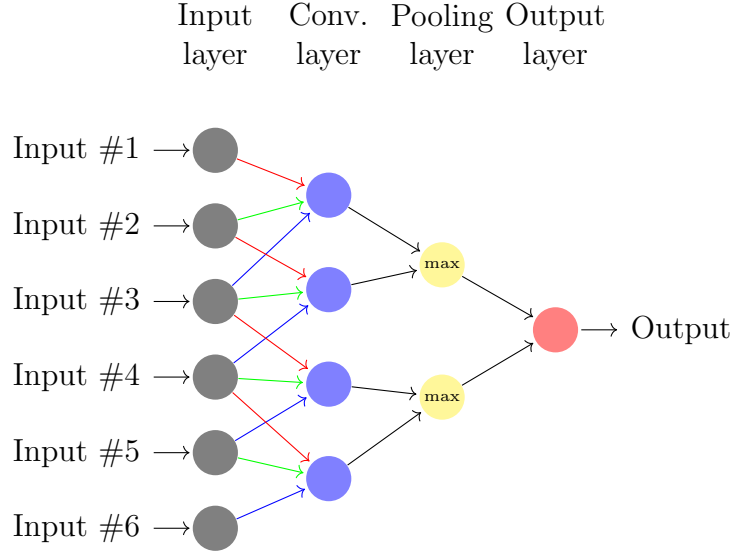 Input Conv. Pooling Output
layer layer layer layer
Input #1
Input #2
max
Input #3
Output
Input #4
max
Input #5
Input #6